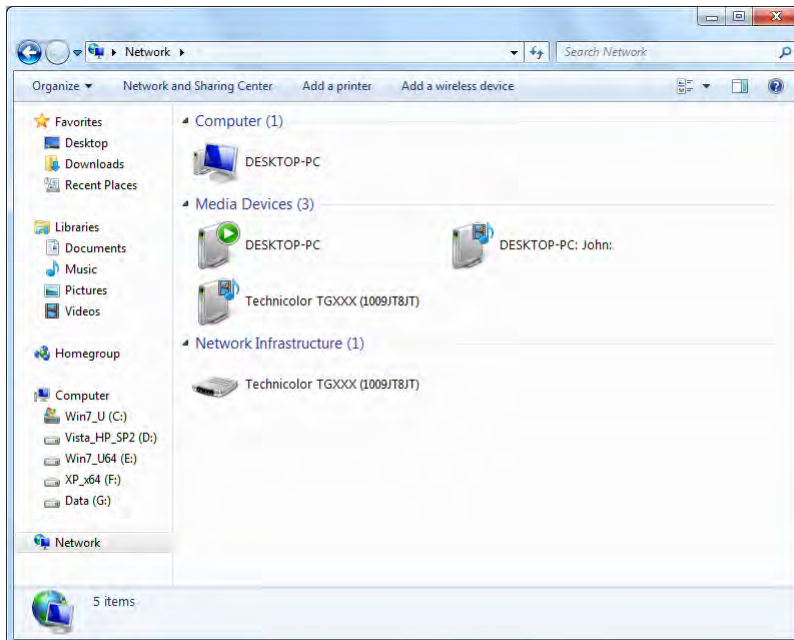 Network
Search Network
Organize
Network and Sharing Center
Add a printer
Add a wireless device
Favorites
Desktop
Downloads
Recent Places
Libraries
Documents
Music
Pictures
Videos
Homegroup
Computer
Win7_U (C:)
Vista_HP_SP2 (D:)
Win7_U64 (E:)
XP_x64 (F:)
Data (G:)
Network
Computer (1)
DESKTOP-PC
Media Devices (3)
DESKTOP-PC
DESKTOP-PC: John:
Technicolor TGXXX (1009JT8JT)
Network Infrastructure (1)
Technicolor TGXXX (1009JT8JT)
5 items